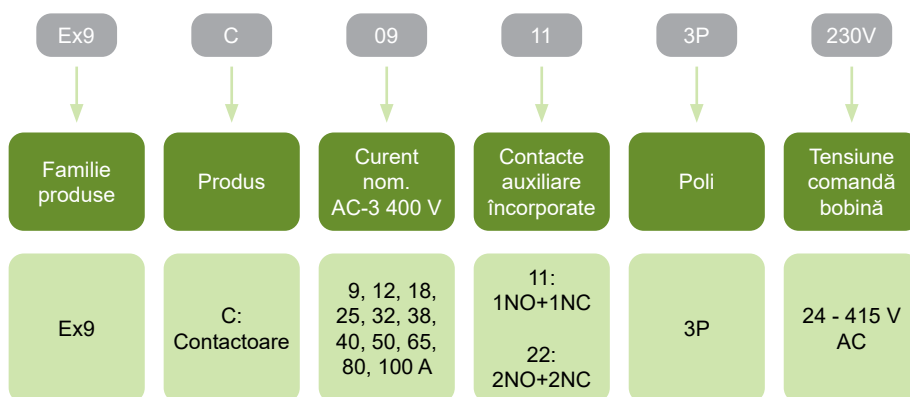 Ex9
C
09
11
3P
230V
Familie
produse
Produs
Curent
nom.
AC-3 400 V
Contacte
auxiliare
încorporate
Poli
Tensiune
comandă
bobină
Ex9
C:
Contactoare
9, 12, 18,
25, 32, 38,
40, 50, 65,
80, 100 A
11:
1NO+1NC
22:
2NO+2NC
3P
24 - 415 V
AC